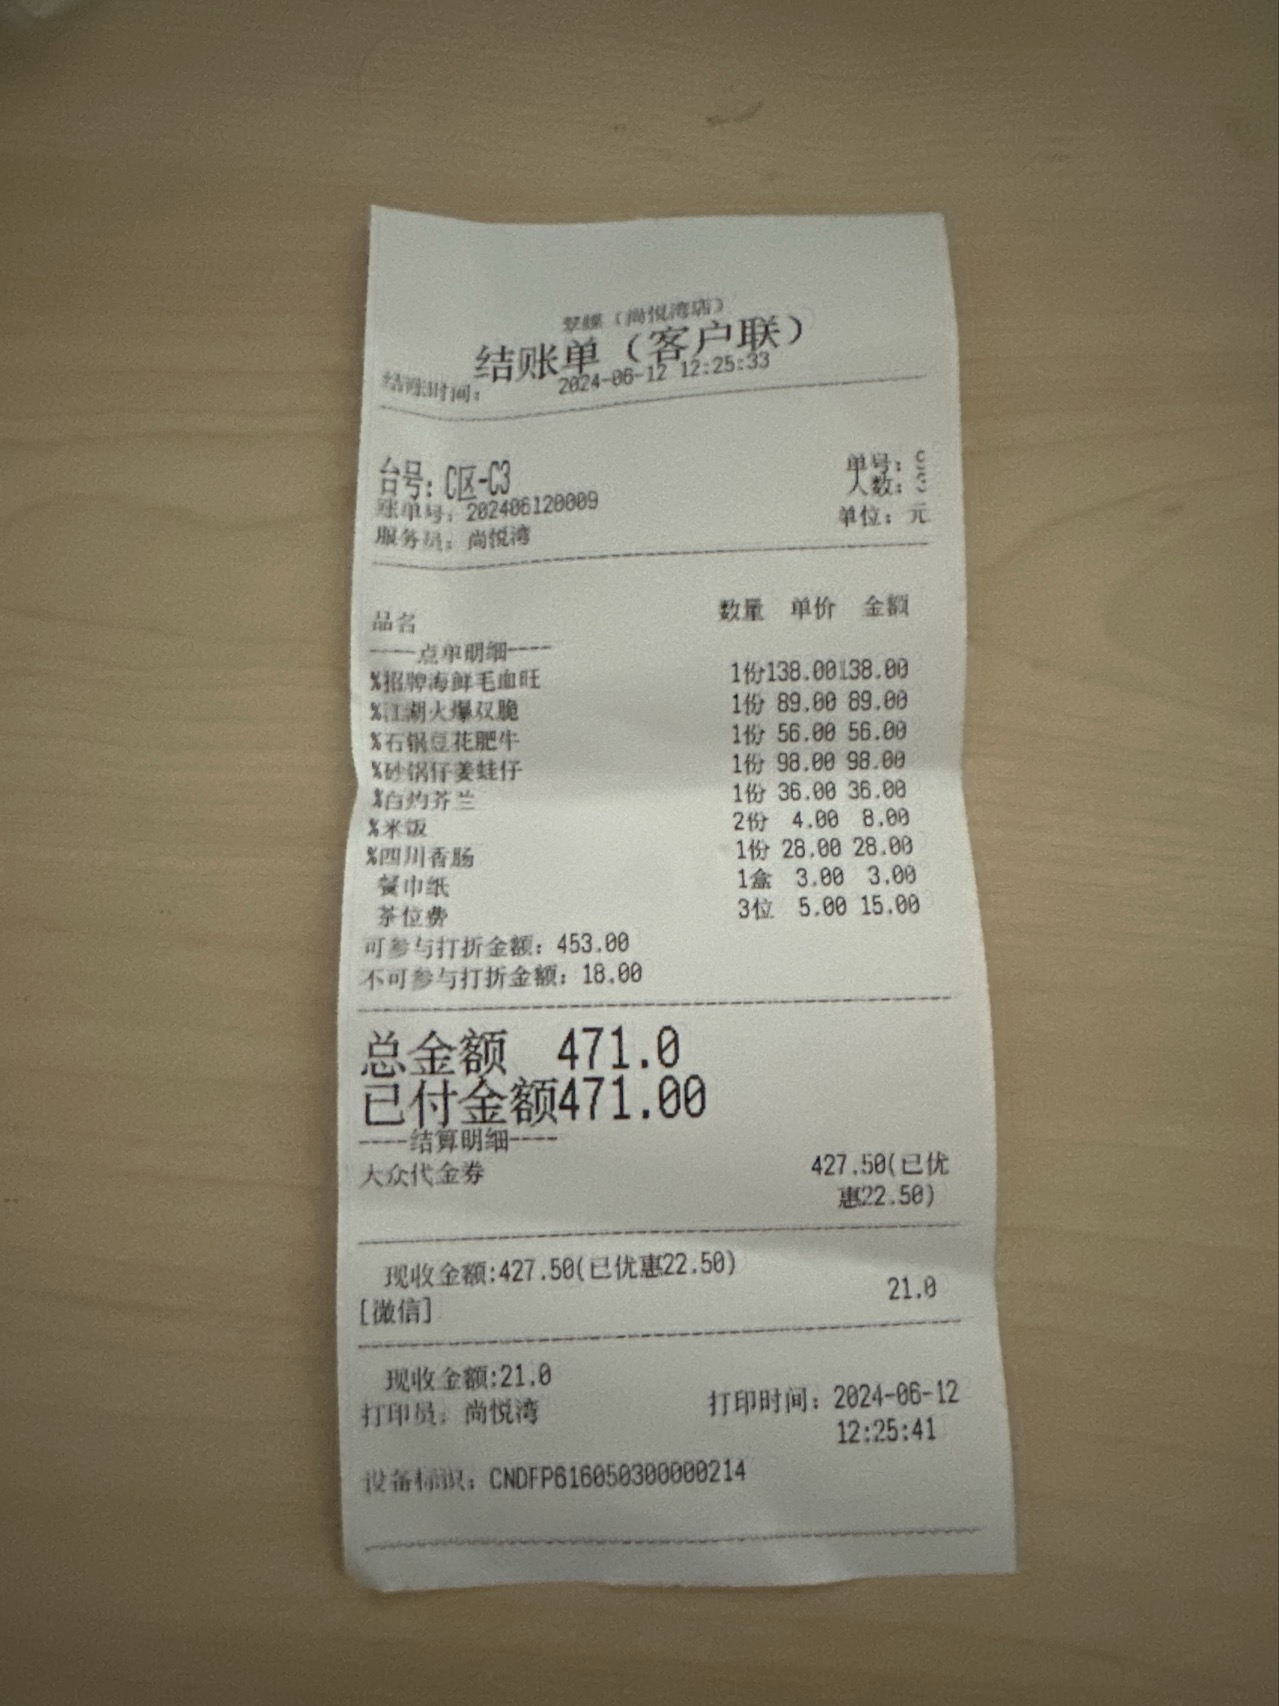 翠蝶（尚悦湾店）
结账单（客户联）
结账时间： 2024-06-12 12:25:33
台号：C区-C3 单号：
账单号：202406120009 人数：
服务员：尚悦湾 单位：元
品名 数量 单价 金额
----点单明细----
%招牌海鲜毛血旺 1份138.00138.00
%江湖火爆双脆 1份 89.00 89.00
%石锅豆花肥牛 1份 56.00 56.00
%砂锅仔姜蛙仔 1份 98.00 98.00
%白灼芥兰 1份 36.00 36.00
%米饭 2份 4.00 8.00
%四川香肠 1份 28.00 28.00
餐巾纸 1盒 3.00 3.00
茶位费 3位 5.00 15.00
可参与打折金额：453.00
不可参与打折金额：18.00
总金额 471.0
已付金额471.00
----结算明细----
大众代金券 427.50(已优
惠22.50)
现收金额:427.50(已优惠22.50)
[微信] 21.0
现收金额:21.0
打印员：尚悦湾 打印时间：2024-06-12
12:25:41
设备标识：CNDFP616050300000214